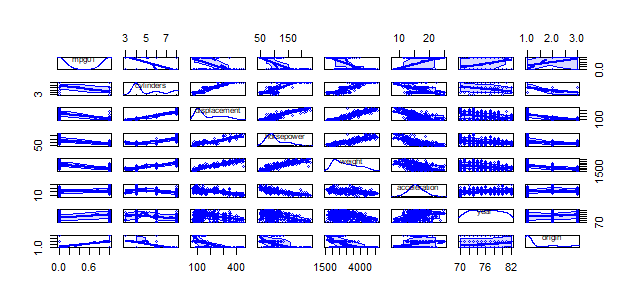 3 5 7 50 150 10 20 1.0 2.0 3.0
mpg01 0.0
3 cylinders
displacement 100
50 horsepower
weight 1500
10 acceleration
year 70
1.0 origin
0.0 0.6 100 400 1500 4000 70 76 82